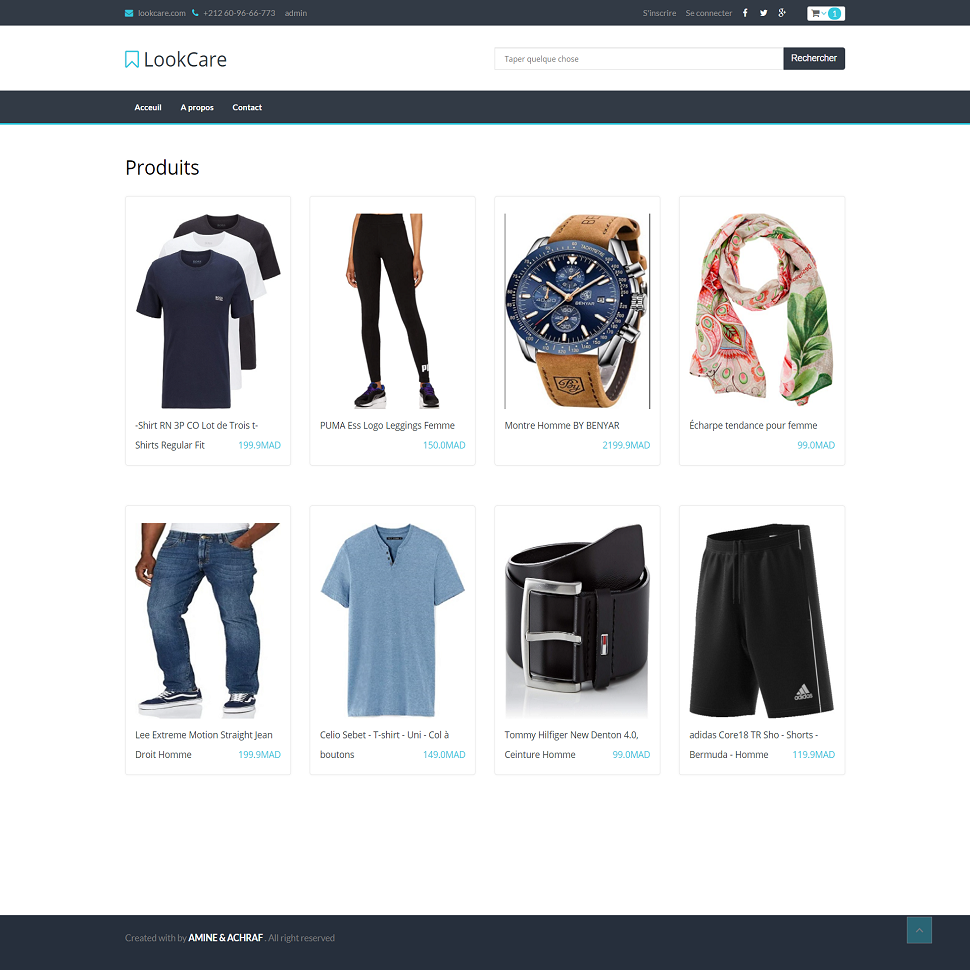 lookcare.com +212 60-96-66-773 admin S'inscrire Se connecter 1
LookCare
Taper quelque chose Rechercher
Acceuil A propos Contact
Produits
BENYAR
PUMA Ess Logo Leggings Femme
150.0MAD
-Shirt RN 3P CO Lot de Trois t-
Shirts Regular Fit 199.9MAD
Montre Homme BY BENYAR
2199.9MAD
Écharpe tendance pour femme
99.0MAD
adidas
Lee Extreme Motion Straight Jean
Droit Homme 199.9MAD
Celio Sebet - T-shirt - Uni - Col à
boutons 149.0MAD
Tommy Hilfiger New Denton 4.0,
Ceinture Homme 99.0MAD
adidas Core18 TR Sho - Shorts -
Bermuda - Homme 119.9MAD
Created with by AMINE & ACHRAF . All right reserved